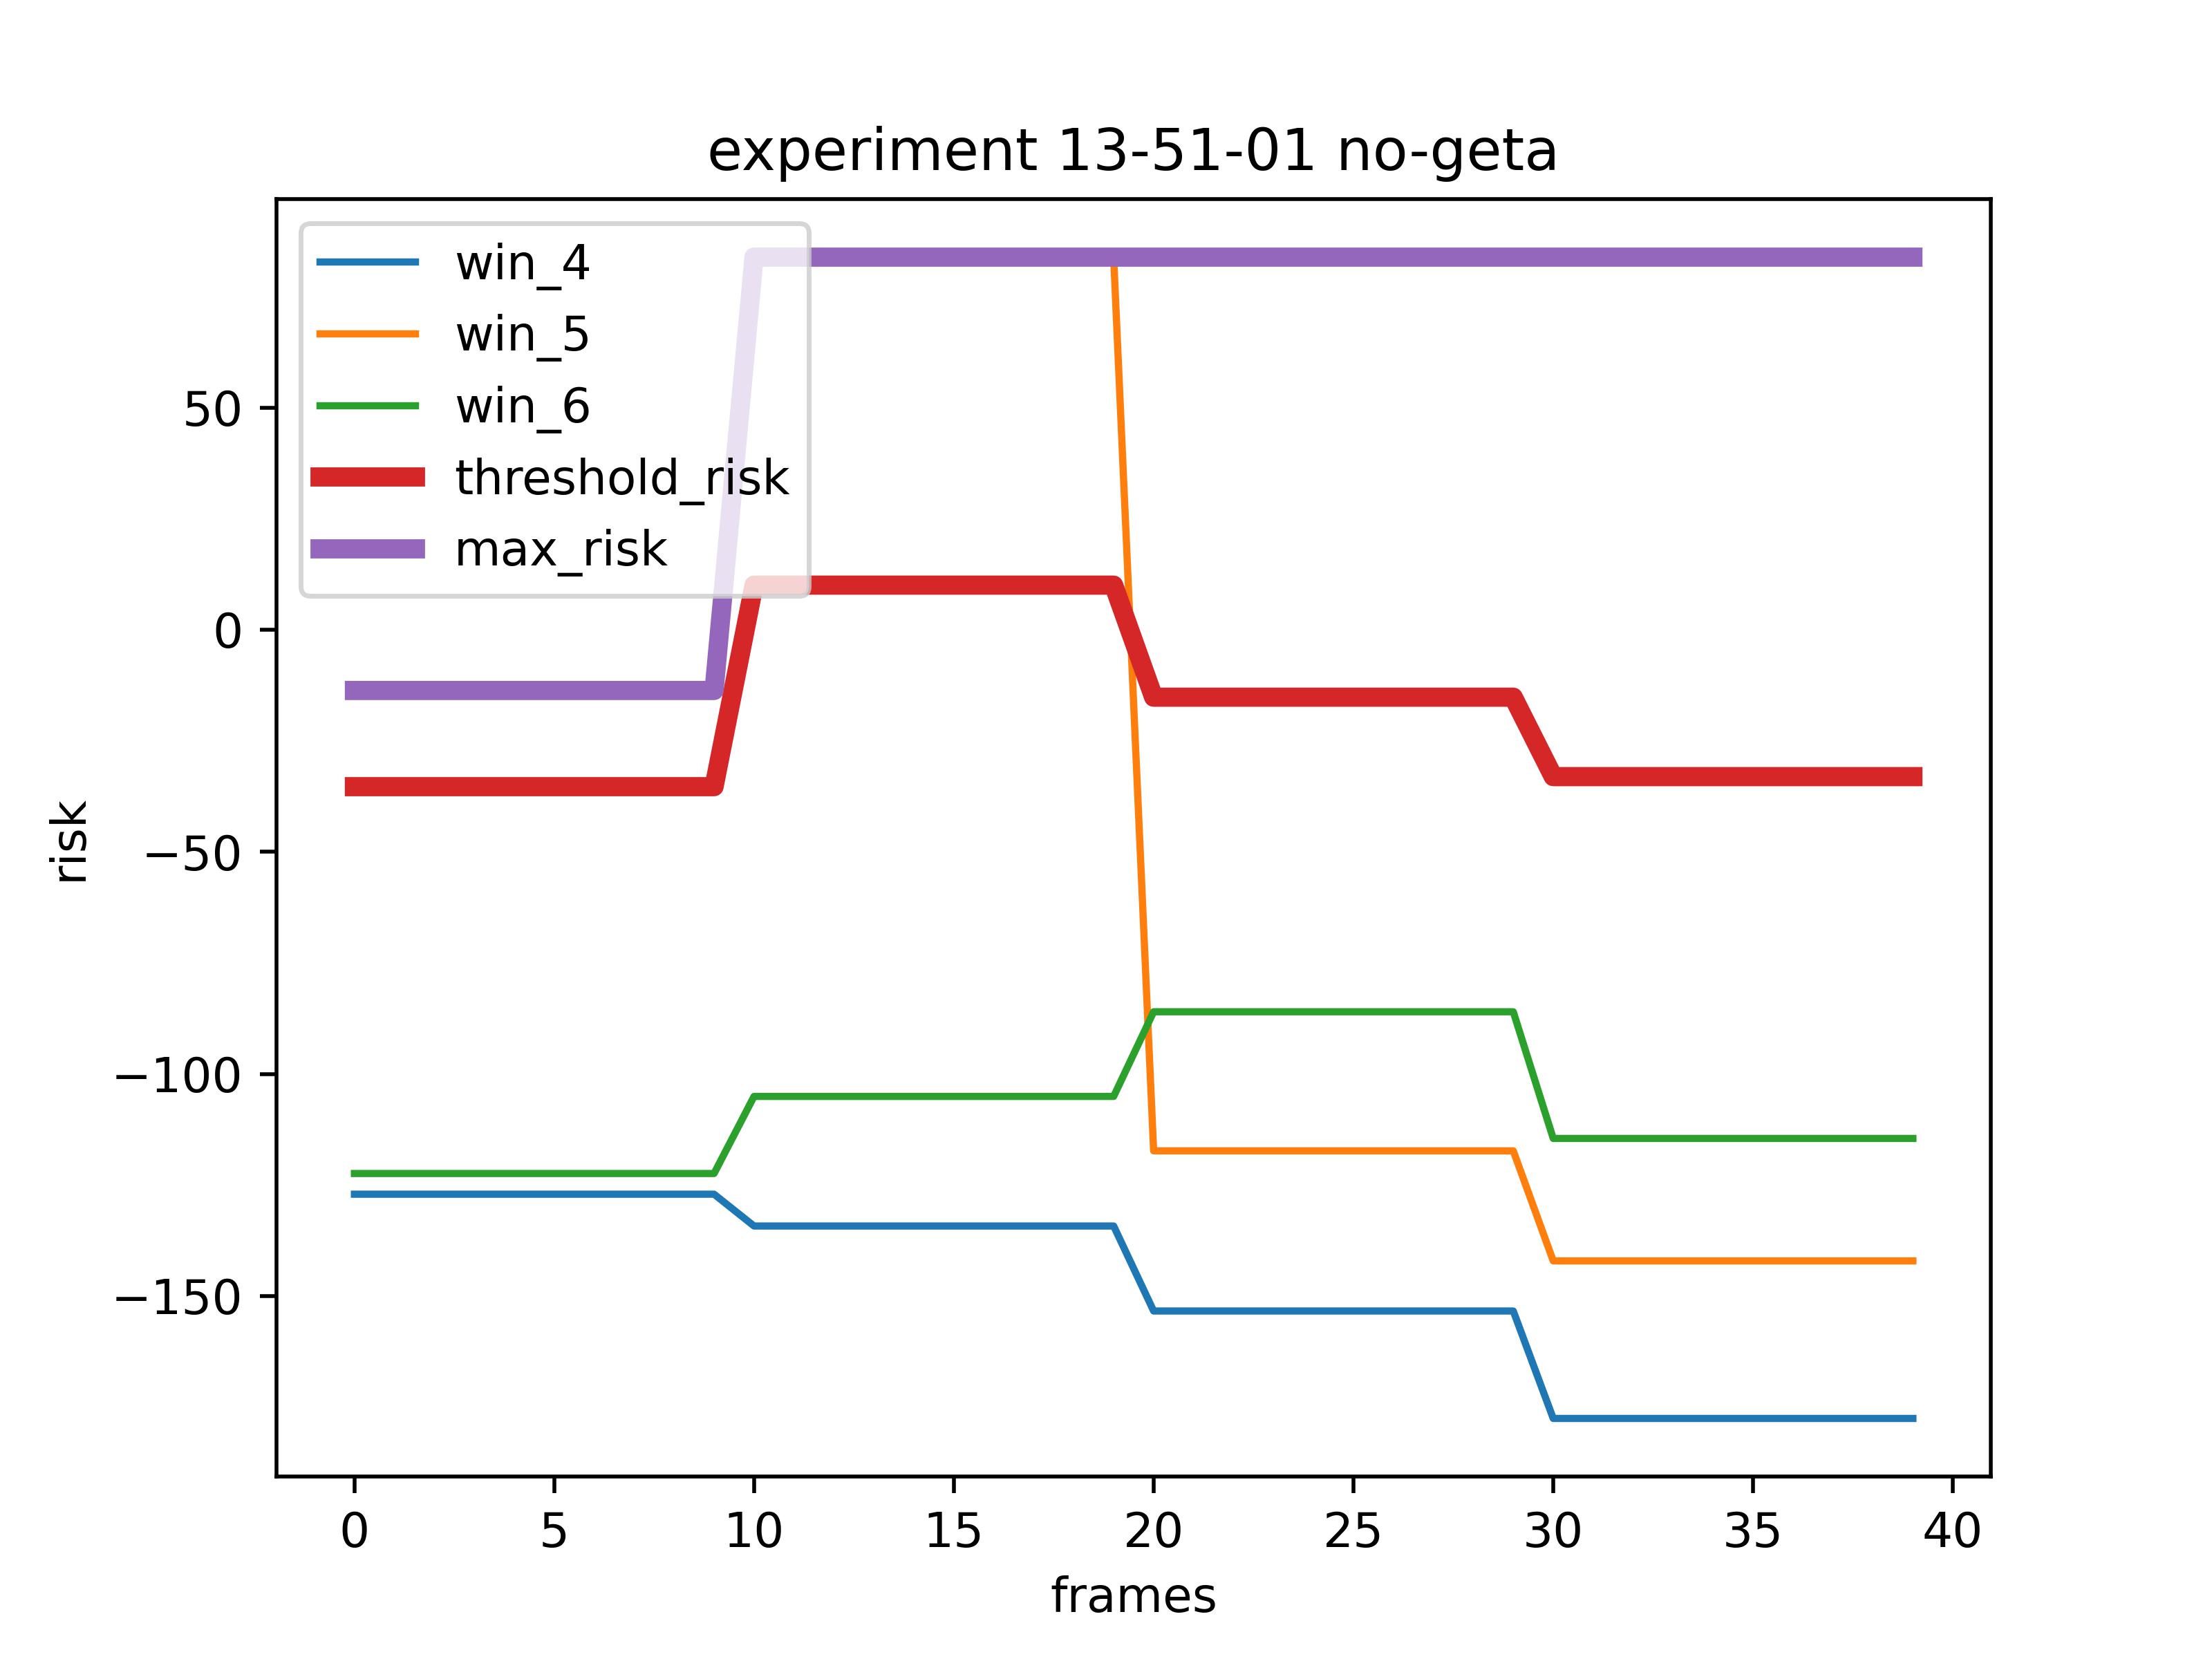 experiment 13-51-01 no-geta
win_4
win_5
win_6
threshold_risk
max_risk
50
0
−50
−100
−150
risk
0 5 10 15 20 25 30 35 40
frames